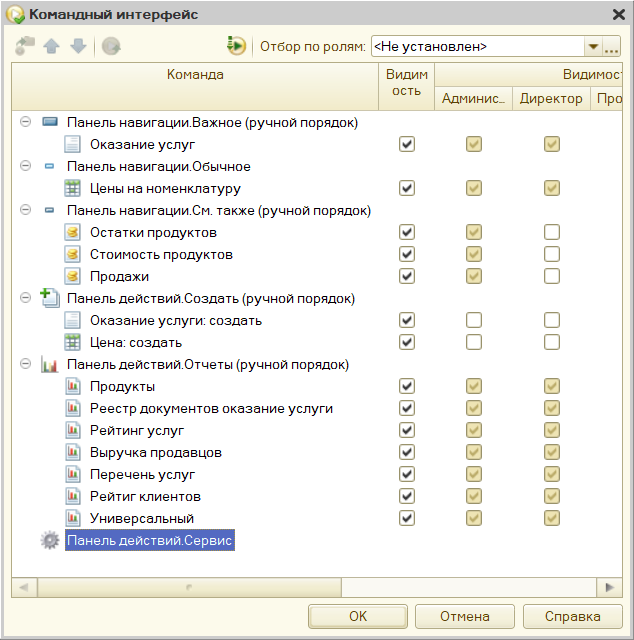 Командный интерфейс
Отбор по ролям: <Не установлен>
Команда
Видим
ость
Видимост
Админис...
Директор
Про
Панель навигации.Важное (ручной порядок)
Оказание услуг
Панель навигации.Обычное
Цены на номенклатуру
Панель навигации.См. также (ручной порядок)
Остатки продуктов
Стоимость продуктов
Продажи
Панель действий.Создать (ручной порядок)
Оказание услуги: создать
Цена: создать
Панель действий.Отчеты (ручной порядок)
Продукты
Реестр документов оказание услуги
Рейтинг услуг
Выручка продавцов
Перечень услуг
Рейтиг клиентов
Универсальный
Панель действий.Сервис
OK
Отмена
Справка